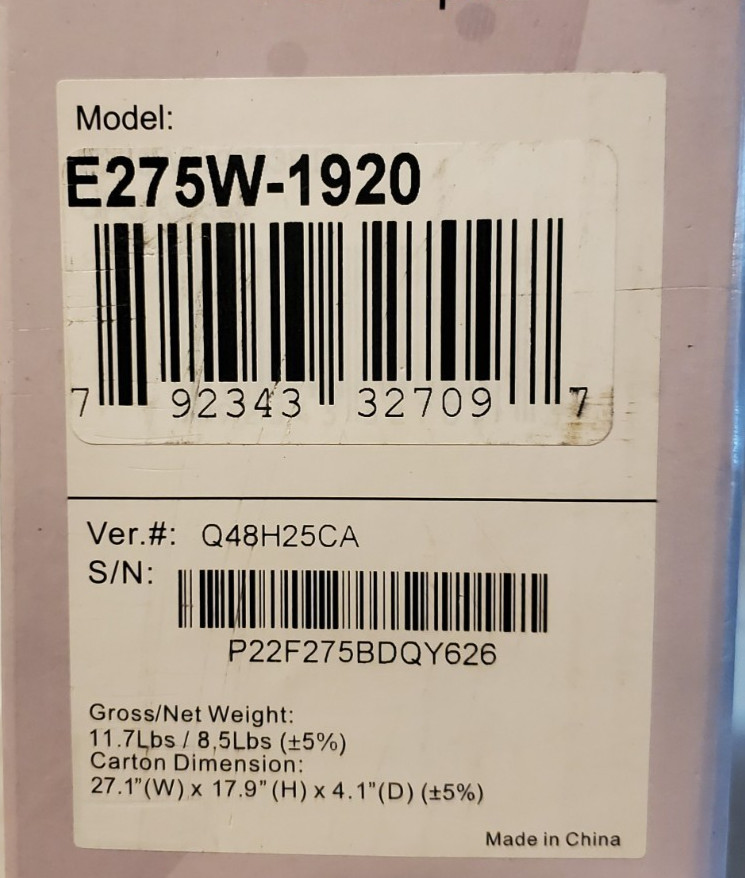 Model:
E275W-1920
7 92343 32709 7
Ver.#: Q48H25CA
S/N:
P22F275BDQY626
Gross/Net Weight:
11.7Lbs / 8,5Lbs (±5%)
Carton Dimension:
27.1"(W) x 17.9"(H) x 4.1"(D) (±5%)
Made in China